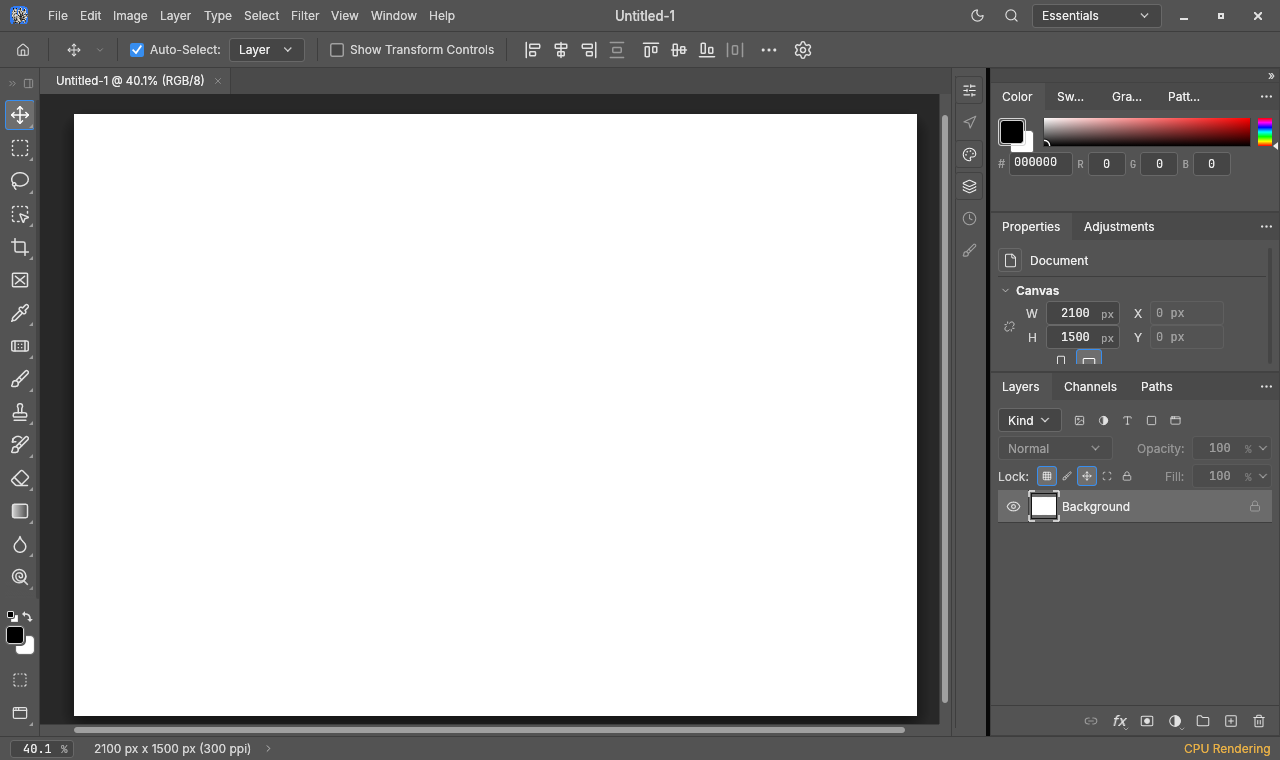 File Edit Image Layer Type Select Filter View Window Help
Untitled-1
Essentials
Auto-Select: Layer
Show Transform Controls
Untitled-1 @ 40.1% (RGB/8) ×
Color Sw... Gra... Patt...
# 000000 R 0 G 0 B 0
Properties Adjustments
Document
Canvas
W 2100 px X 0 px
H 1500 px Y 0 px
Layers Channels Paths
Kind
Normal Opacity: 100 %
Lock: Fill: 100 %
Background
fx
40.1 % 2100 px x 1500 px (300 ppi)
CPU Rendering